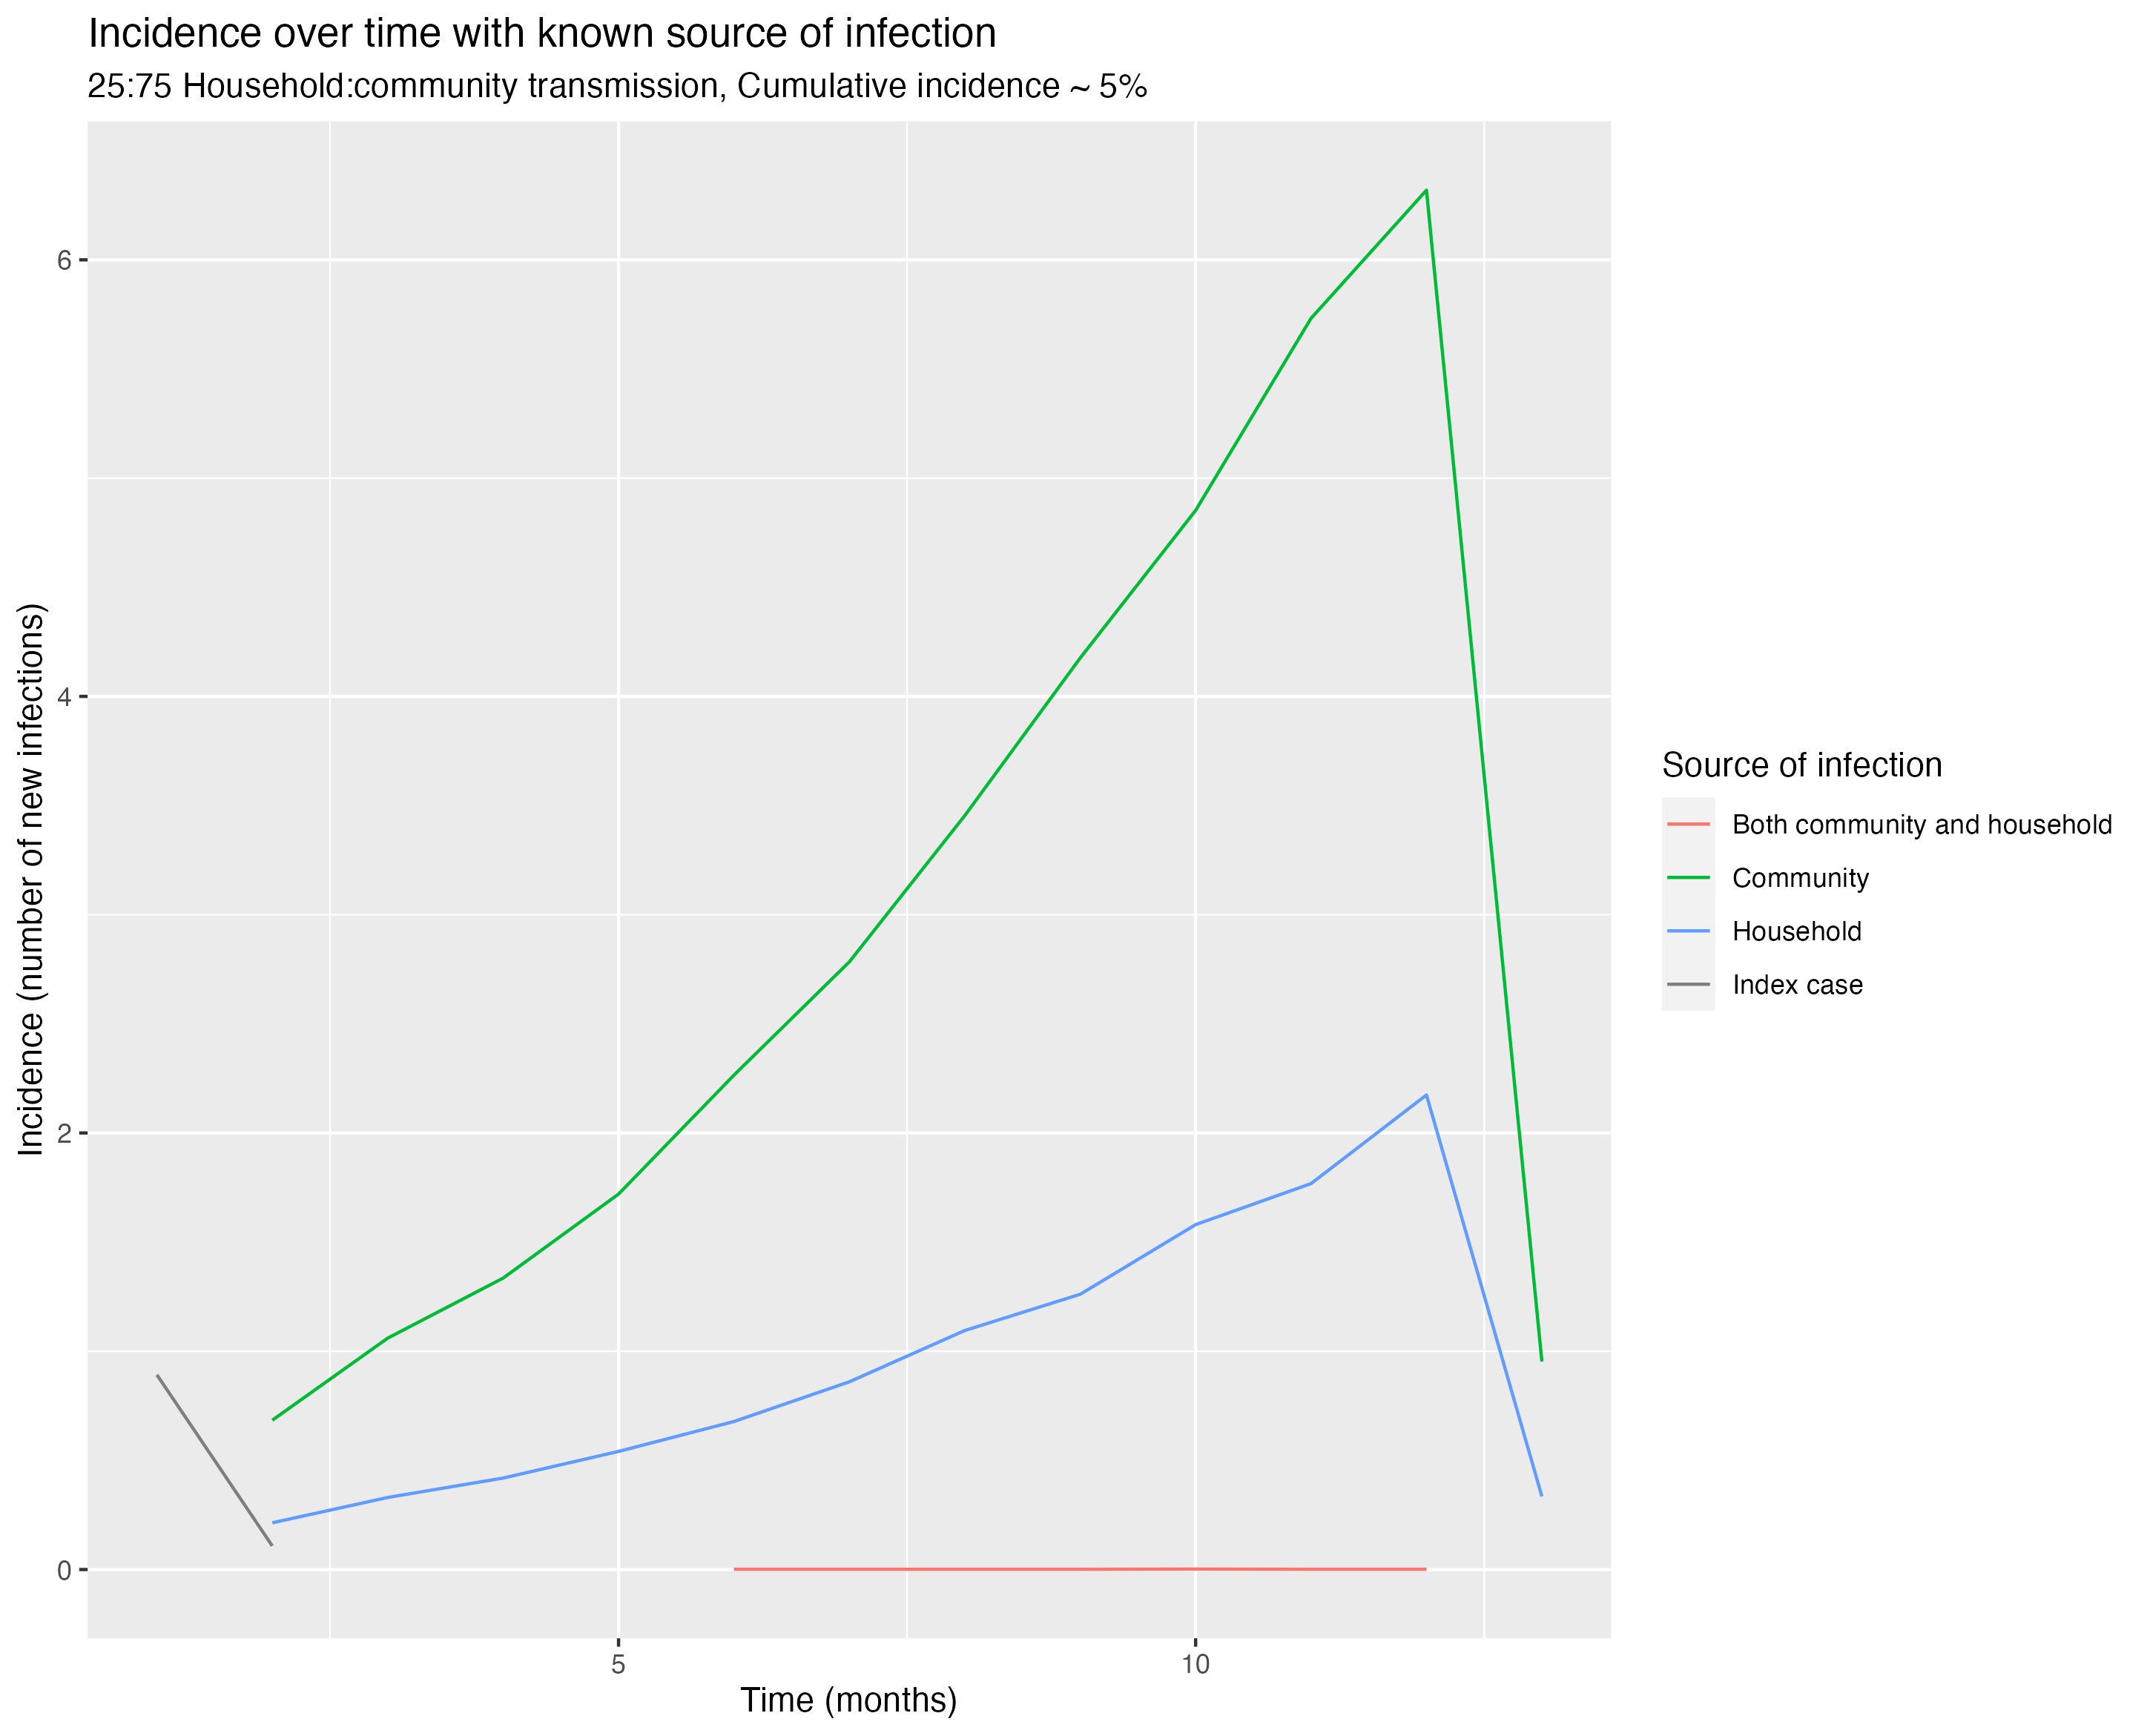 Incidence over time with known source of infection
25:75 Household:community transmission, Cumulative incidence ~ 5%
Incidence (number of new infections)
6
4
2
0
5
10
Time (months)
Source of infection
Both community and household
Community
Household
Index case